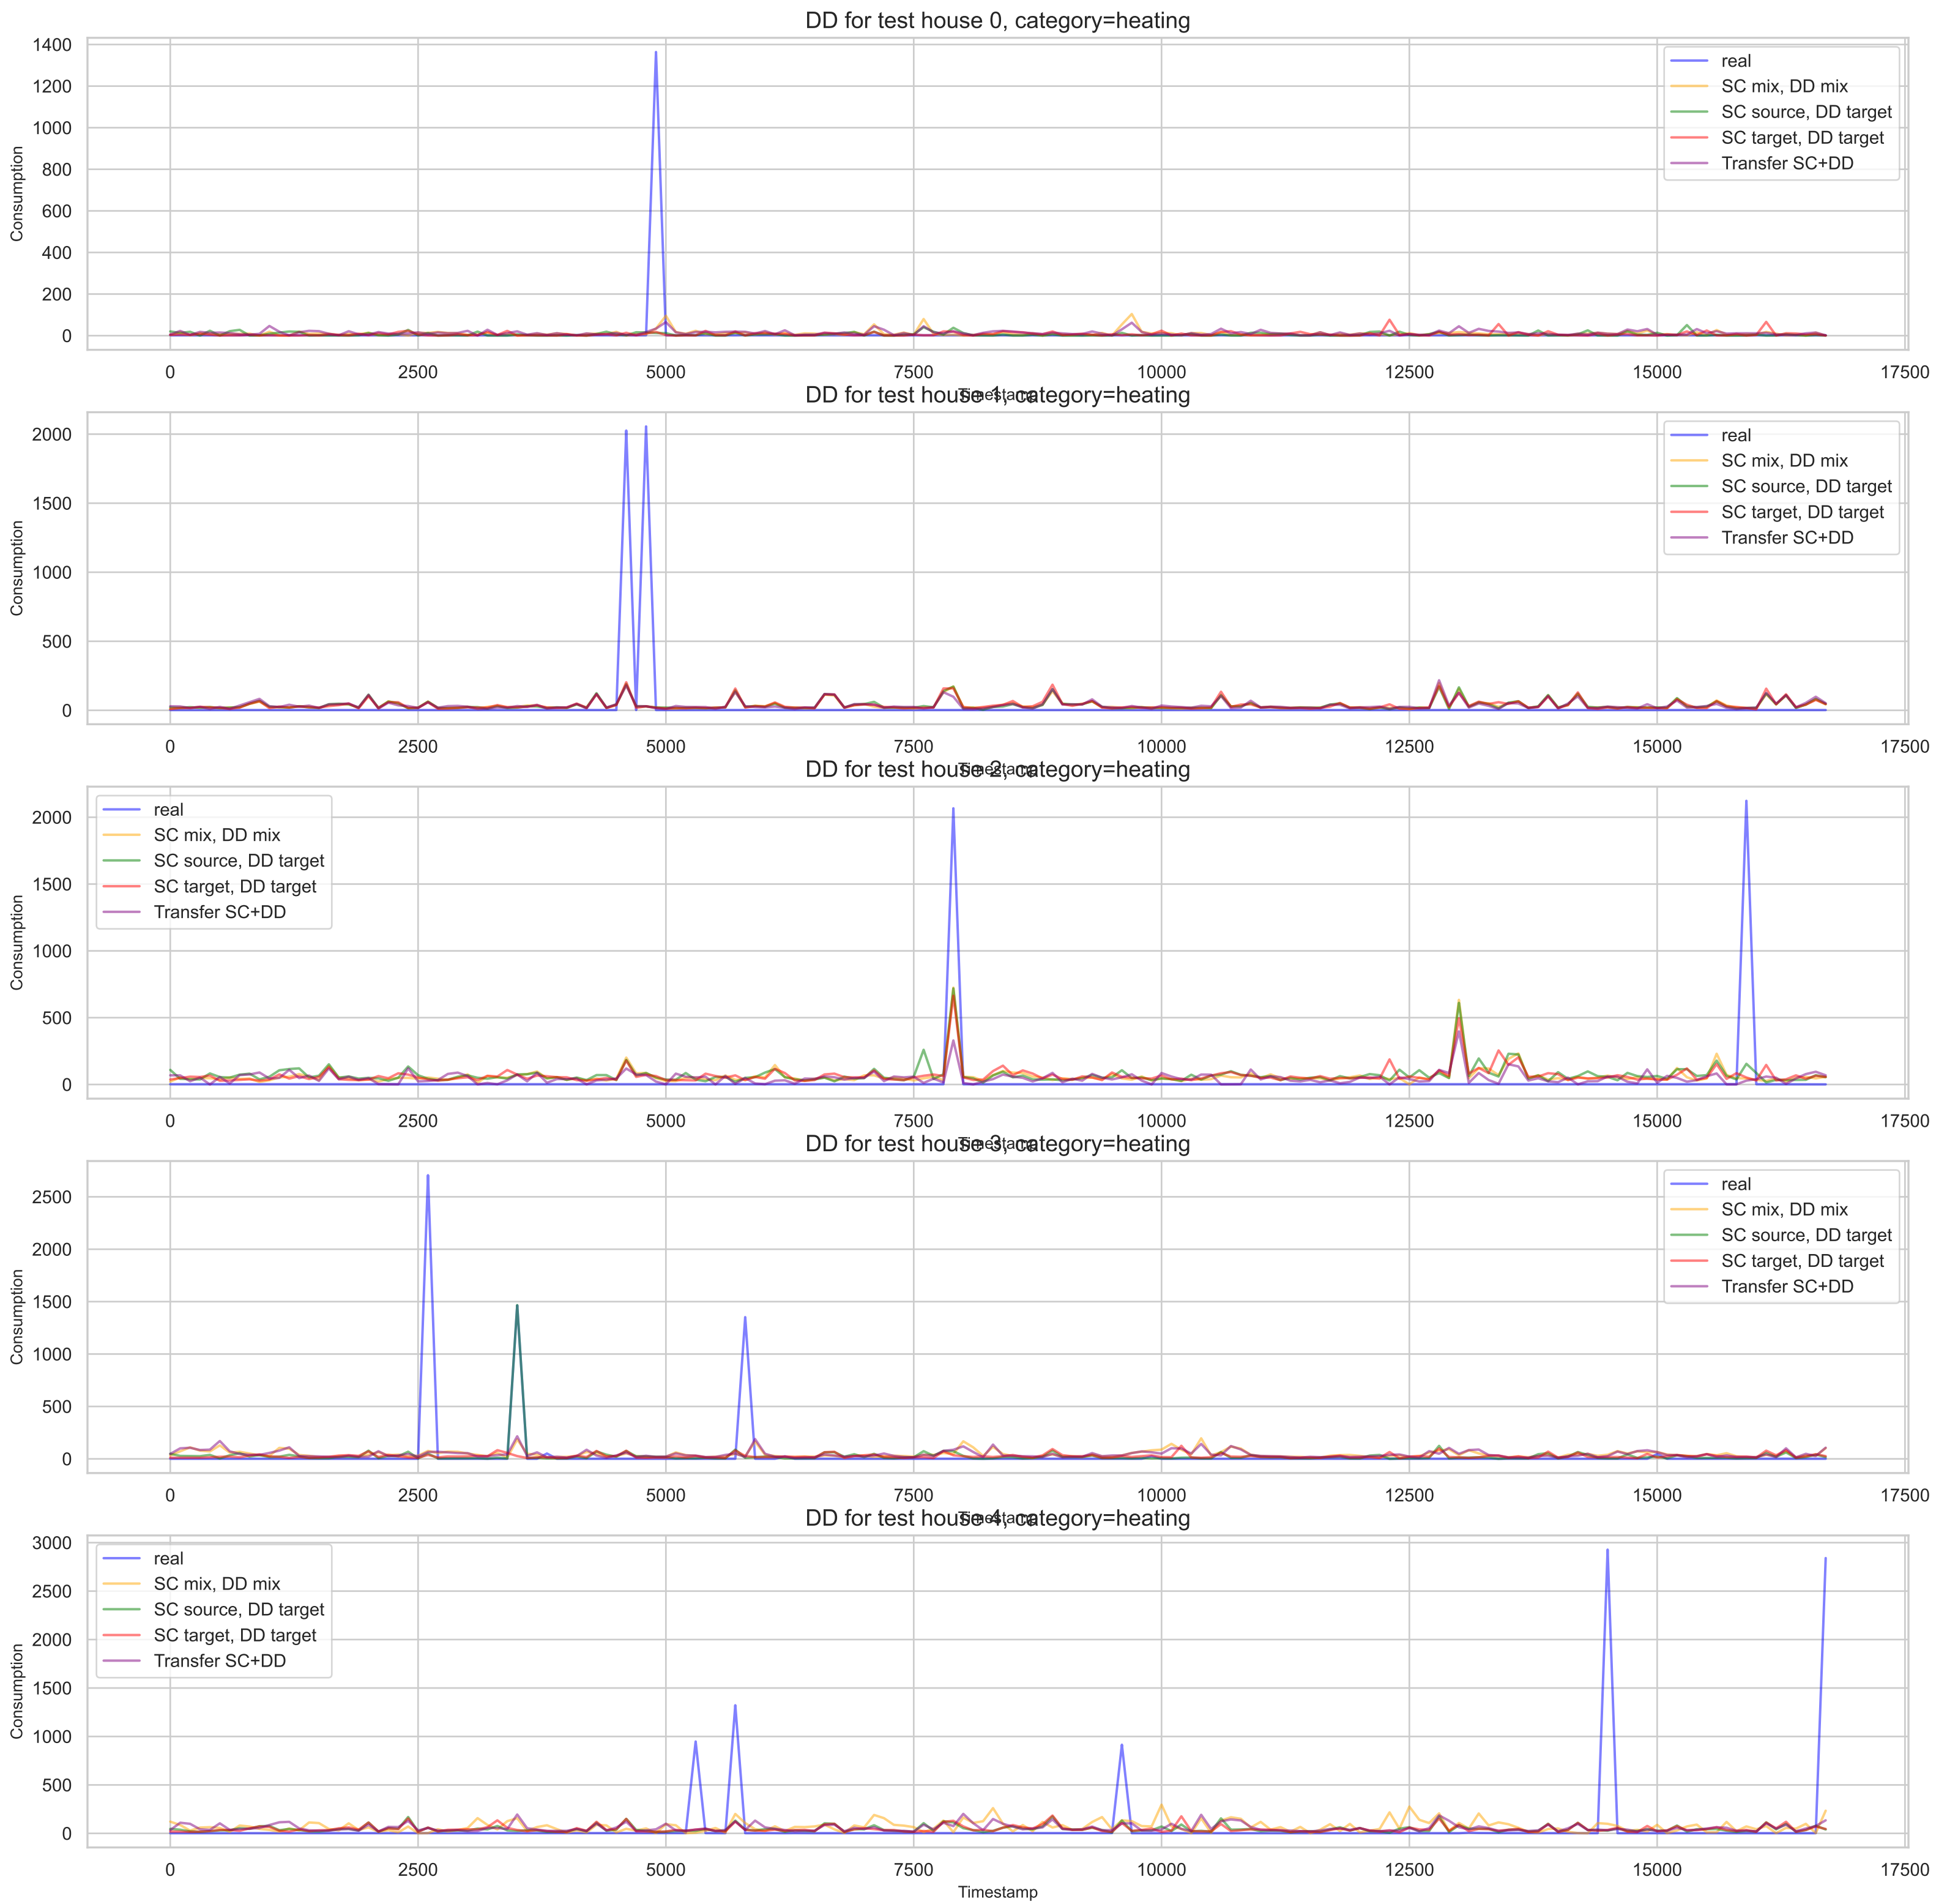 DD for test house 0, category=heating
1400
1200
1000
800
600
400
200
0
Consumption
real
SC mix, DD mix
SC source, DD target
SC target, DD target
Transfer SC+DD
0 2500 5000 7500 10000 12500 15000 17500
Timestamp
DD for test house 1, category=heating
2000
1500
1000
500
0
Consumption
real
SC mix, DD mix
SC source, DD target
SC target, DD target
Transfer SC+DD
0 2500 5000 7500 10000 12500 15000 17500
Timestamp
DD for test house 2, category=heating
2000
1500
1000
500
0
Consumption
real
SC mix, DD mix
SC source, DD target
SC target, DD target
Transfer SC+DD
0 2500 5000 7500 10000 12500 15000 17500
Timestamp
DD for test house 3, category=heating
2500
2000
1500
1000
500
0
Consumption
real
SC mix, DD mix
SC source, DD target
SC target, DD target
Transfer SC+DD
0 2500 5000 7500 10000 12500 15000 17500
Timestamp
DD for test house 4, category=heating
3000
2500
2000
1500
1000
500
0
Consumption
real
SC mix, DD mix
SC source, DD target
SC target, DD target
Transfer SC+DD
0 2500 5000 7500 10000 12500 15000 17500
Timestamp